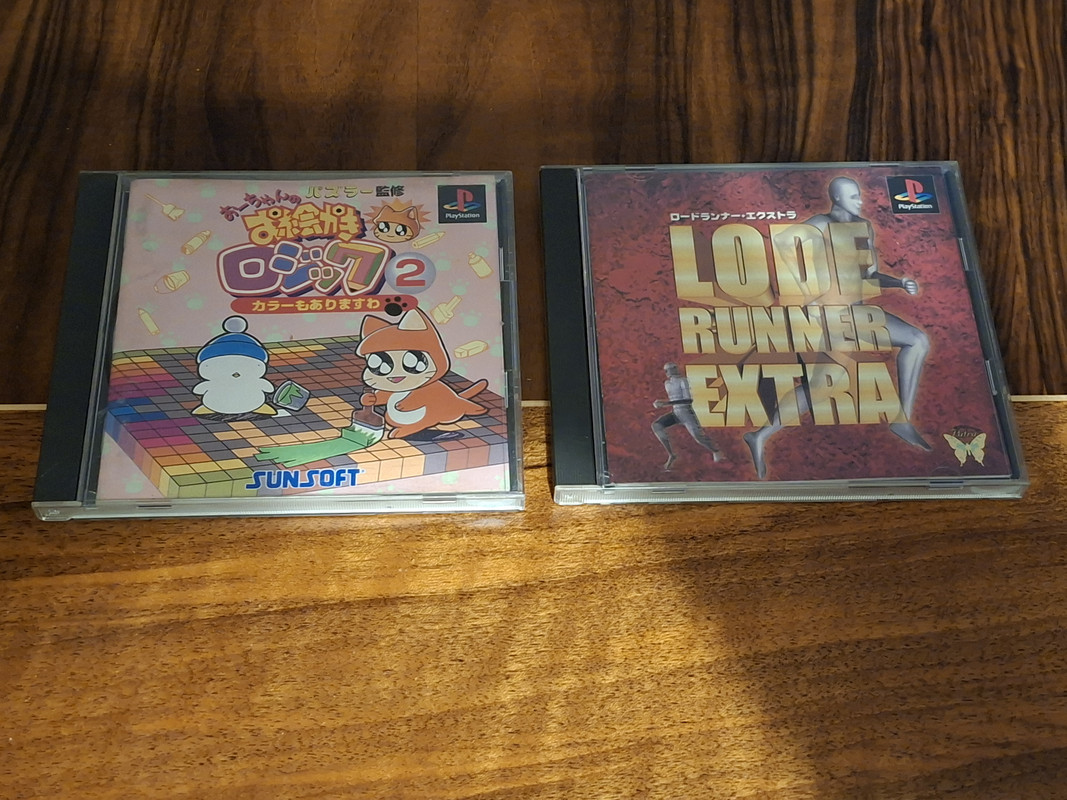 パズラー監修
おーちゃんの
お絵かき
ロジック2
カラーもありますわ
PlayStation
SUNSOFT
ロードランナー・エクストラ
LODE
RUNNER
EXTRA
PlayStation